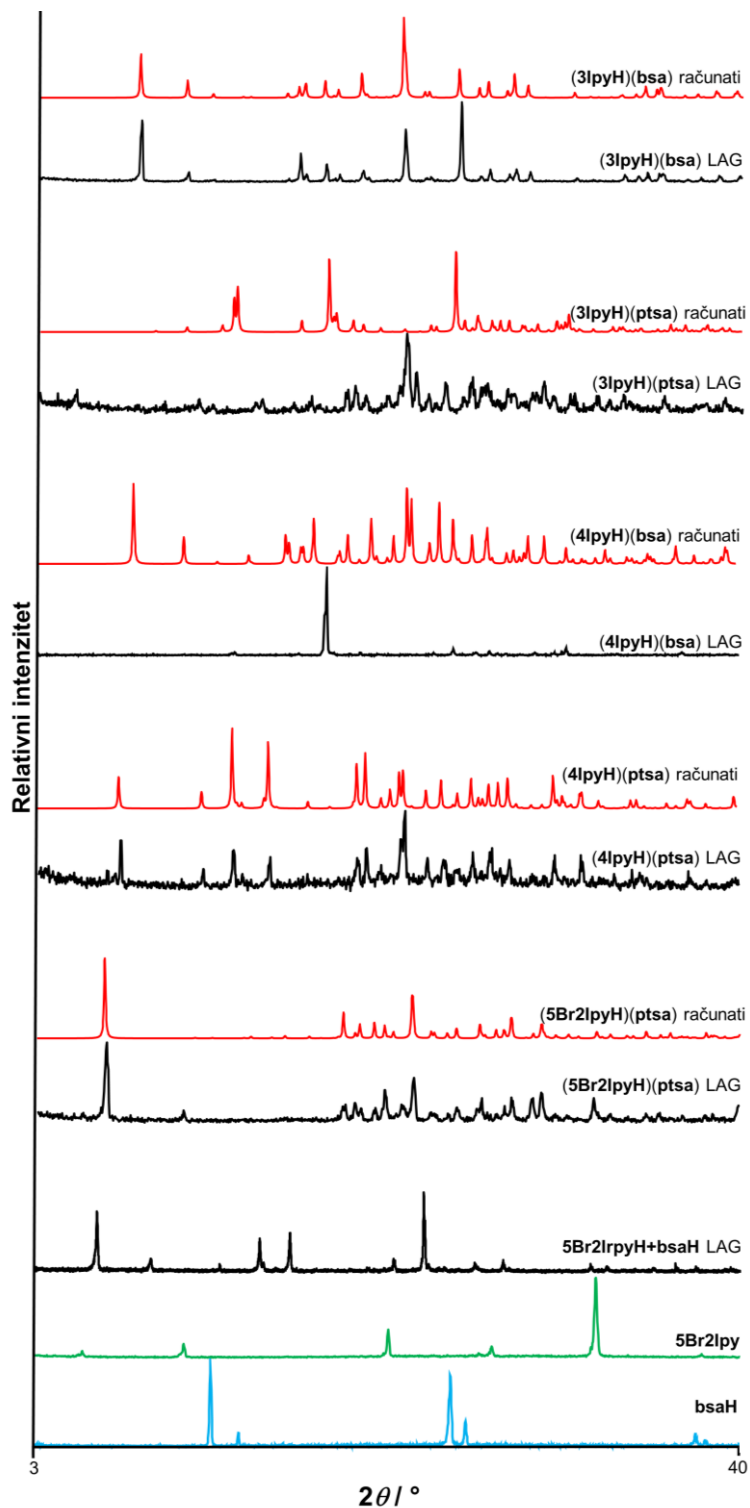 (3IpyH)(bsa) računati
(3IpyH)(bsa) LAG
(3IpyH)(ptsa) računati
(3IpyH)(ptsa) LAG
(4IpyH)(bsa) računati
(4IpyH)(bsa) LAG
(4IpyH)(ptsa) računati
(4IpyH)(ptsa) LAG
(5Br2IpyH)(ptsa) računati
(5Br2IpyH)(ptsa) LAG
5Br2IrpyH+bsaH LAG
5Br2Ipy
bsaH
Relativni intenzitet
3
40
2θ / °